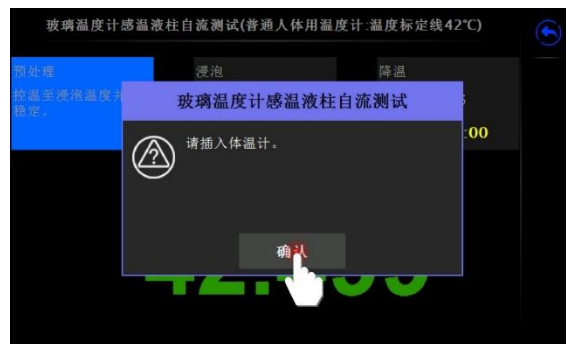 玻璃温度计感温液柱自流测试(普通人体用温度计:温度标定线42℃)
预处理
浸泡
降温
控温至浸泡温度并
稳定。
玻璃温度计感温液柱自流测试
:00
请插入体温计。
确认